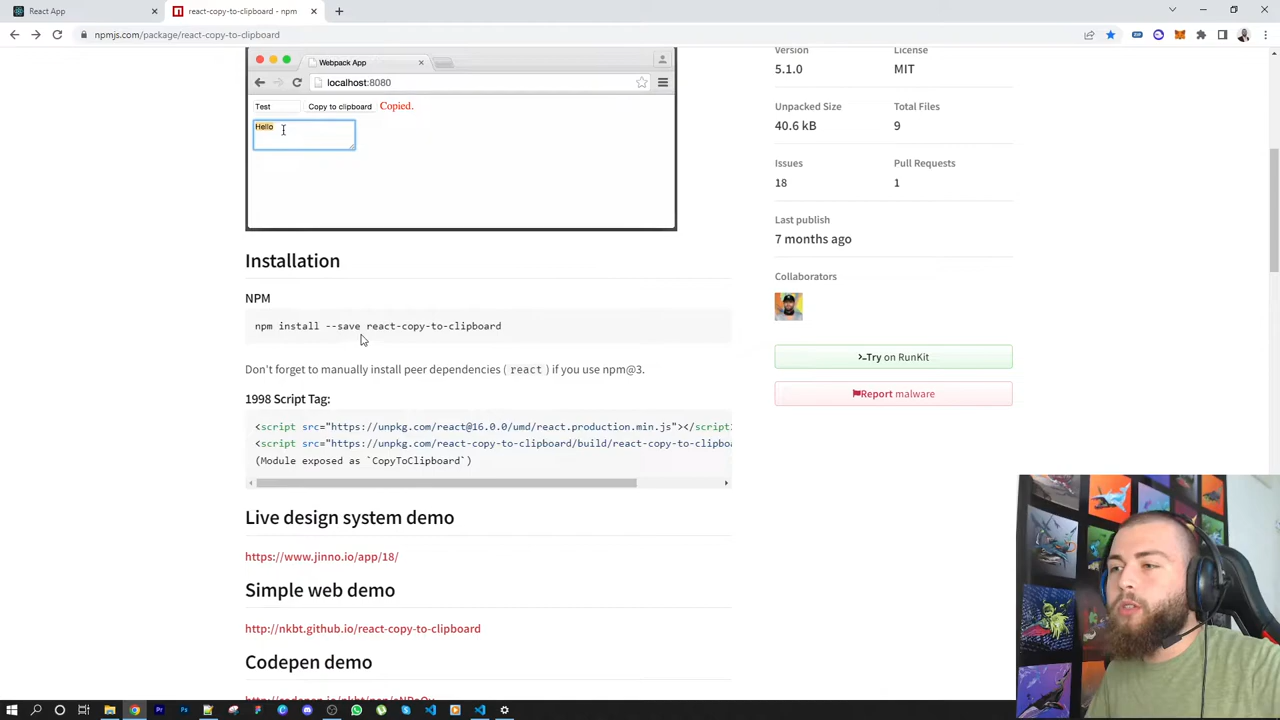 React App
react-copy-to-clipboard - npm
npmjs.com/package/react-copy-to-clipboard
Webpack App
localhost:8080
Test
Copy to clipboard
Copied.
Hello
Installation
NPM
npm install --save react-copy-to-clipboard
Don't forget to manually install peer dependencies ( react ) if you use npm@3.
1998 Script Tag:
<script src="https://unpkg.com/react@16.0.0/umd/react.production.min.js"></script
<script src="https://unpkg.com/react-copy-to-clipboard/build/react-copy-to-clipbo
(Module exposed as `CopyToClipboard`)
Live design system demo
https://www.jinno.io/app/18/
Simple web demo
http://nkbt.github.io/react-copy-to-clipboard
Codepen demo
Version
License
5.1.0
MIT
Unpacked Size
Total Files
40.6 kB
9
Issues
Pull Requests
18
1
Last publish
7 months ago
Collaborators
Try on RunKit
Report malware